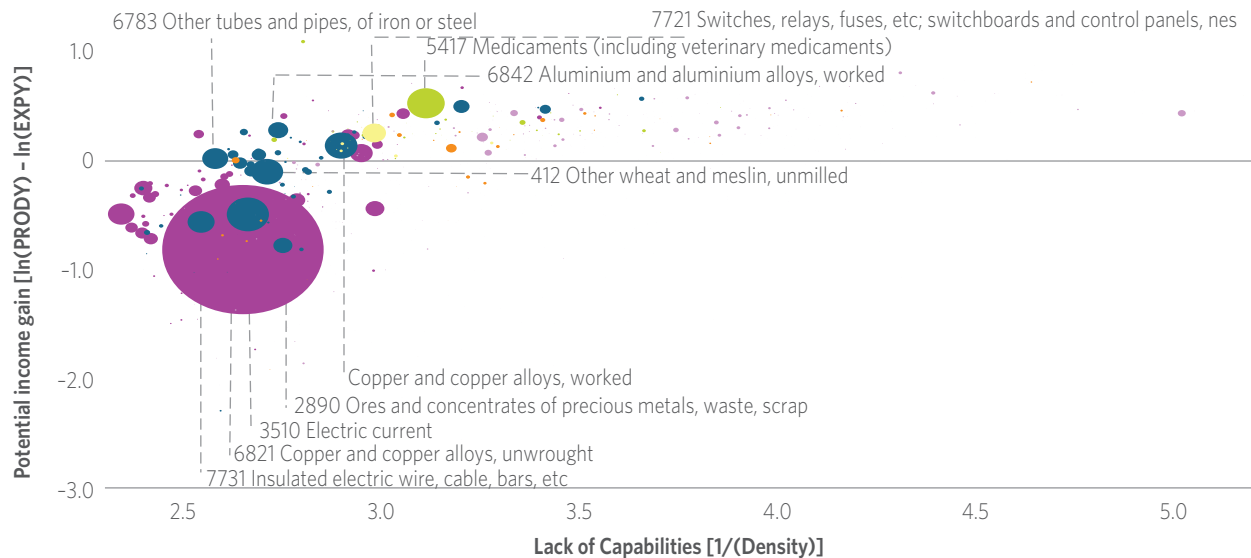 6783 Other tubes and pipes, of iron or steel
7721 Switches, relays, fuses, etc; switchboards and control panels, nes
5417 Medicaments (including veterinary medicaments)
6842 Aluminium and aluminium alloys, worked
412 Other wheat and meslin, unmilled
Copper and copper alloys, worked
2890 Ores and concentrates of precious metals, waste, scrap
3510 Electric current
6821 Copper and copper alloys, unwrought
7731 Insulated electric wire, cable, bars, etc
Potential income gain [ln(PRODY) - ln(EXPY)]
1.0
0
-1.0
-2.0
-3.0
2.5
3.0
3.5
4.0
4.5
5.0
Lack of Capabilities [1/(Density)]